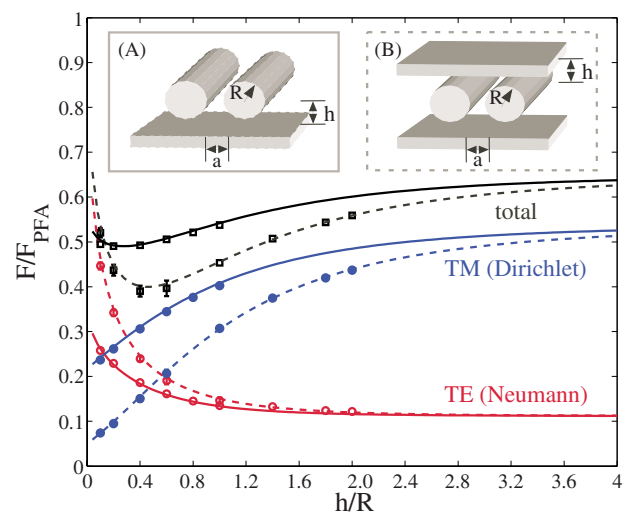 (A)
R
h
a
(B)
R
h
a
F/F_PFA
1
0.9
0.8
0.7
0.6
0.5
0.4
0.3
0.2
0.1
0
total
TM (Dirichlet)
TE (Neumann)
0 0.4 0.8 1.2 1.6 2.0 2.4 2.8 3.2 3.6 4
h/R